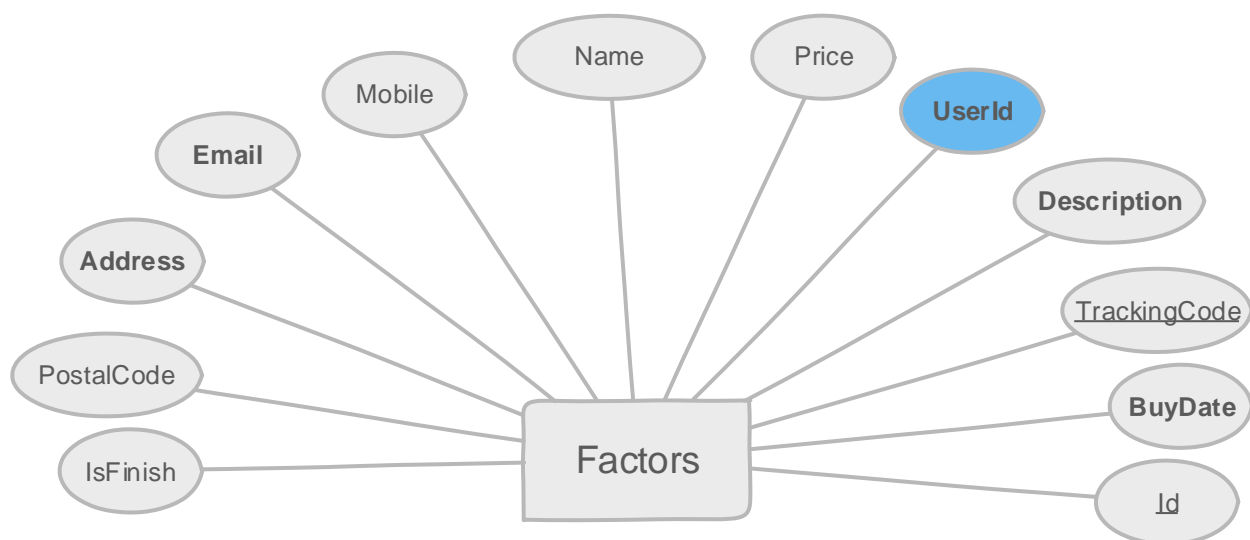 Name
Price
Mobile
UserId
Email
Description
Address
TrackingCode
PostalCode
BuyDate
Factors
IsFinish
Id